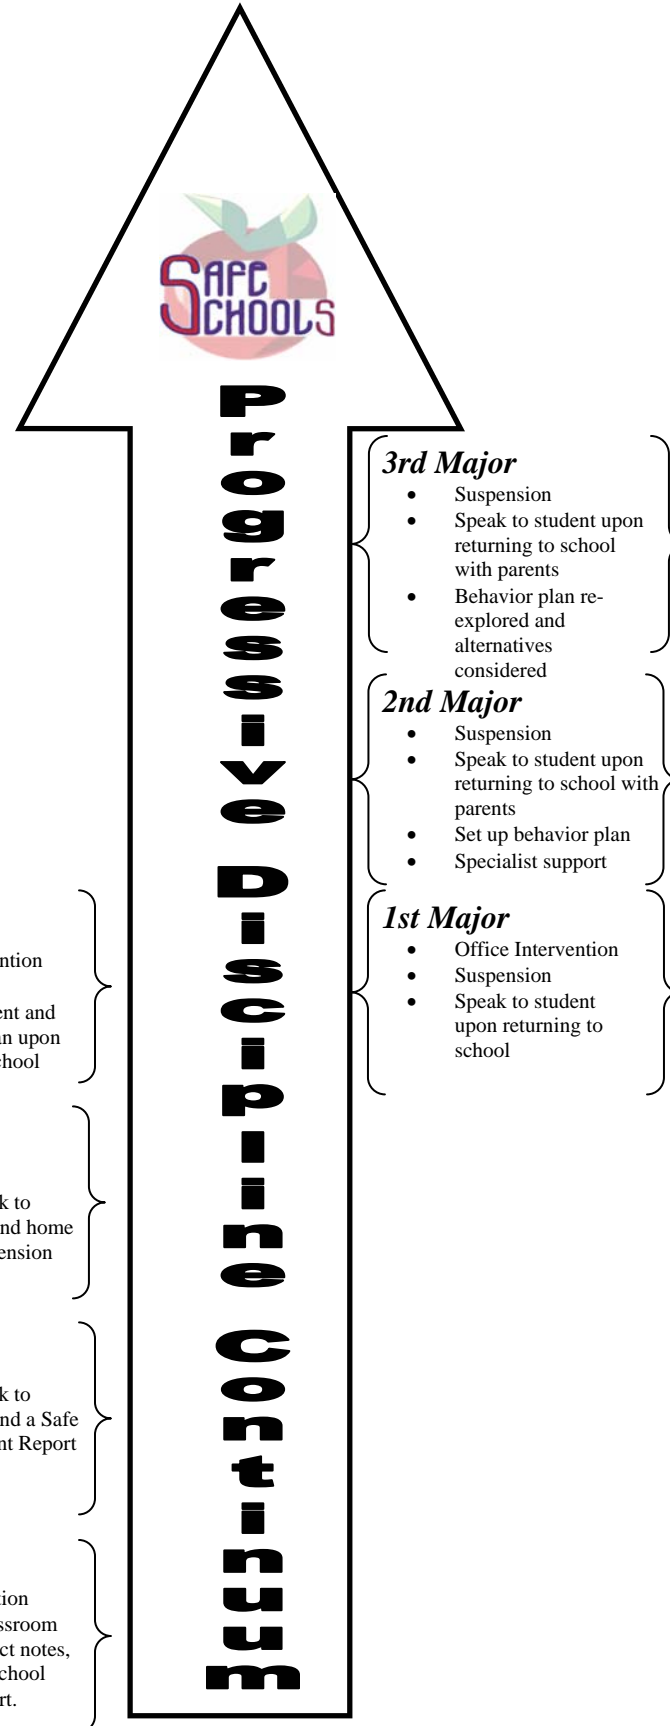 SAFE
SCHOOLS
Progressive Discipline Continuum
3rd Major
• Suspension
• Speak to student upon
returning to school
with parents
• Behavior plan re-
explored and
alternatives
considered
2nd Major
• Suspension
• Speak to student upon
returning to school with
parents
• Set up behavior plan
• Specialist support
1st Major
• Office Intervention
• Suspension
• Speak to student
upon returning to
school
ntion
ent and
an upon
chool
k to
nd home
ension
k to
nd a Safe
nt Report
tion
ssroom
ct notes,
chool
rt.